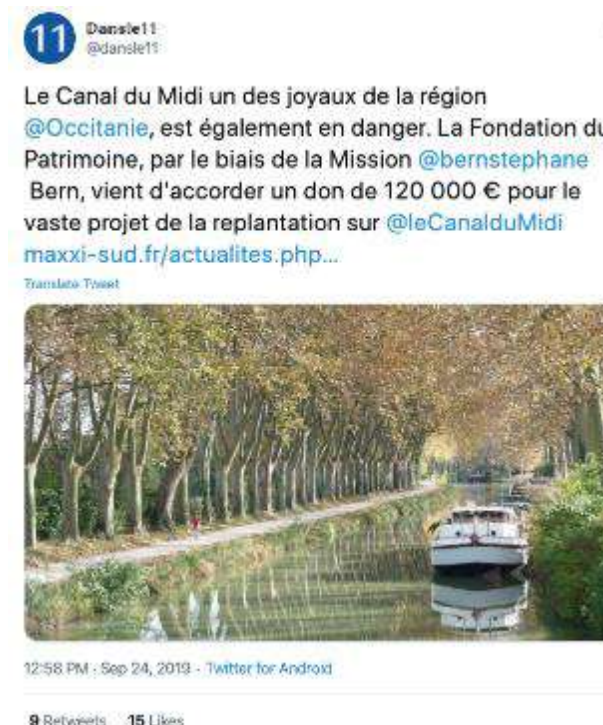 11
Dansle11
@dansle11
Le Canal du Midi un des joyaux de la région
@Occitanie, est également en danger. La Fondation du
Patrimoine, par le biais de la Mission @bernstephane
Bern, vient d'accorder un don de 120 000 € pour le
vaste projet de la replantation sur @leCanalduMidi
maxxi-sud.fr/actualites.php...
Translate Tweet
12:58 PM · Sep 24, 2019 · Twitter for Android
9 Retweets 15 Likes